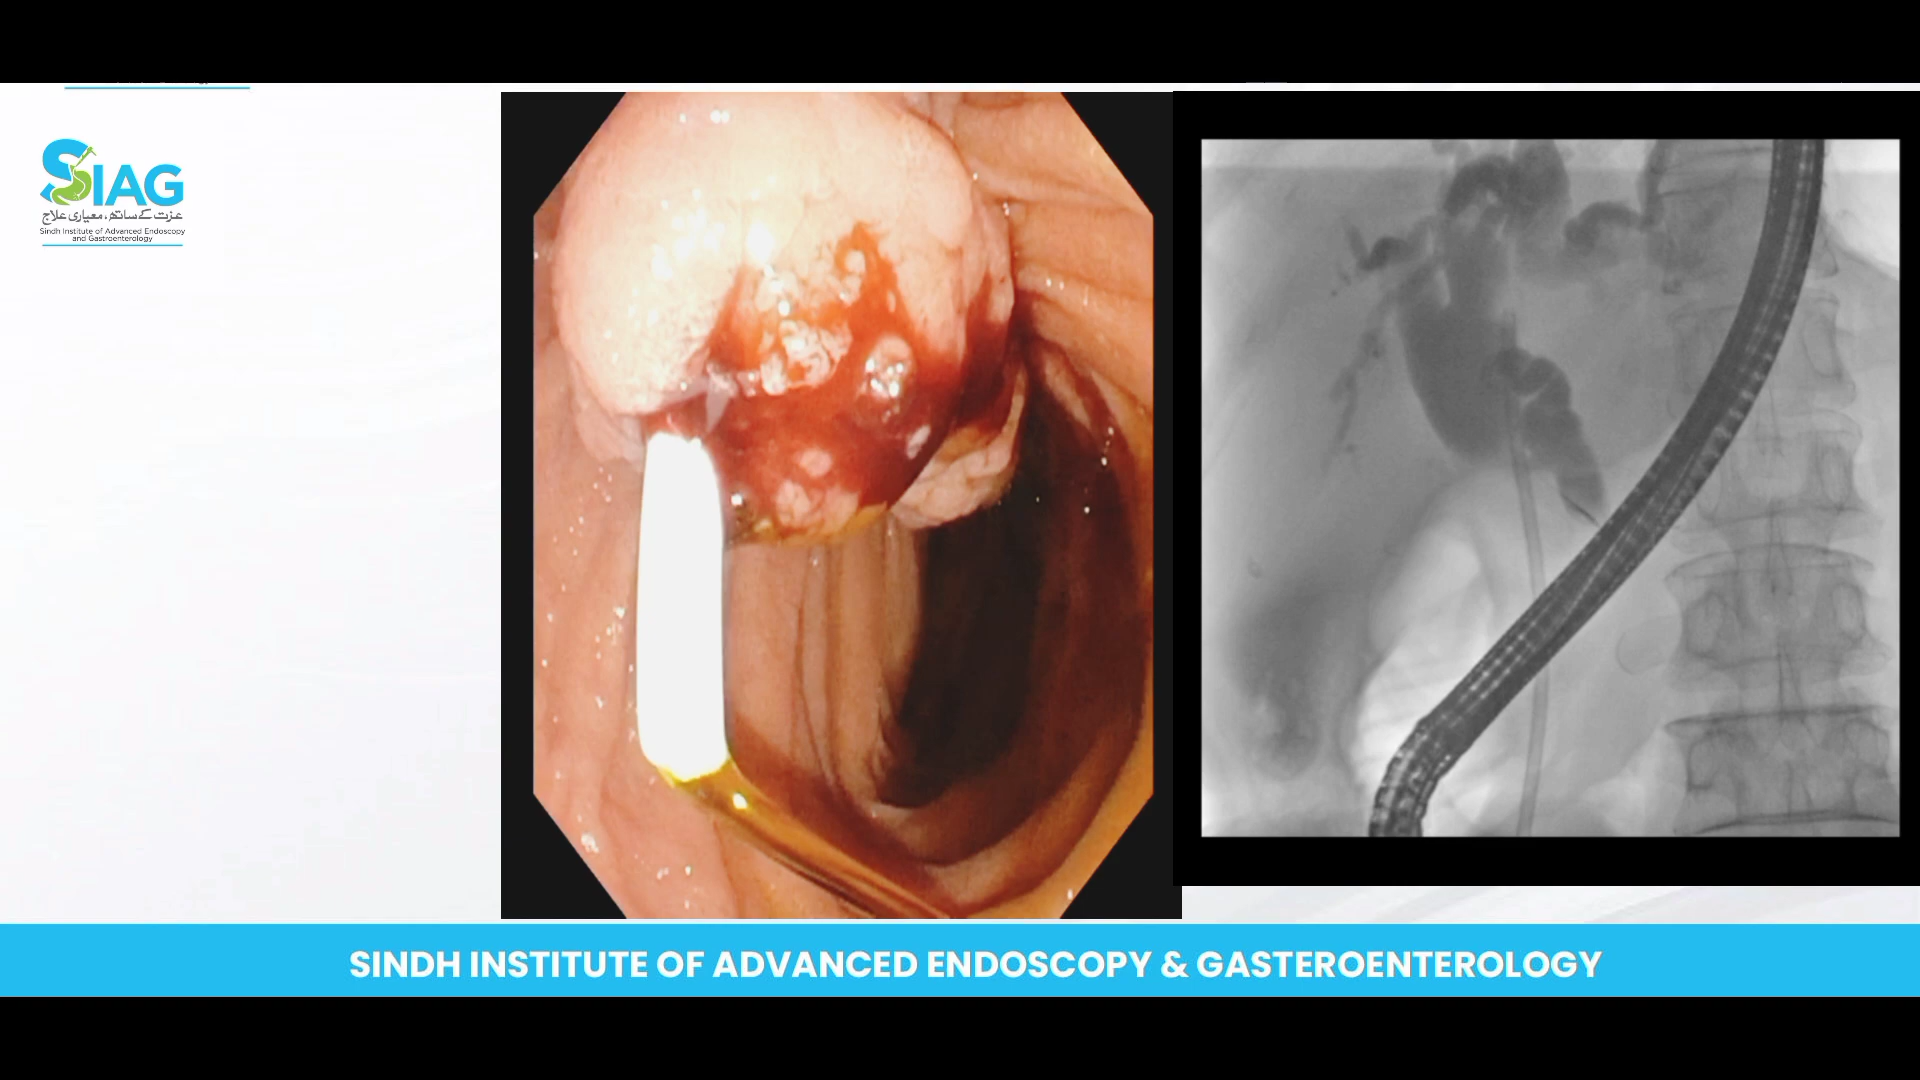 SIAG
عزت کے ساتھ، معیاری علاج
Sindh Institute of Advanced Endoscopy
and Gastroenterology
SINDH INSTITUTE OF ADVANCED ENDOSCOPY & GASTEROENTEROLOGY